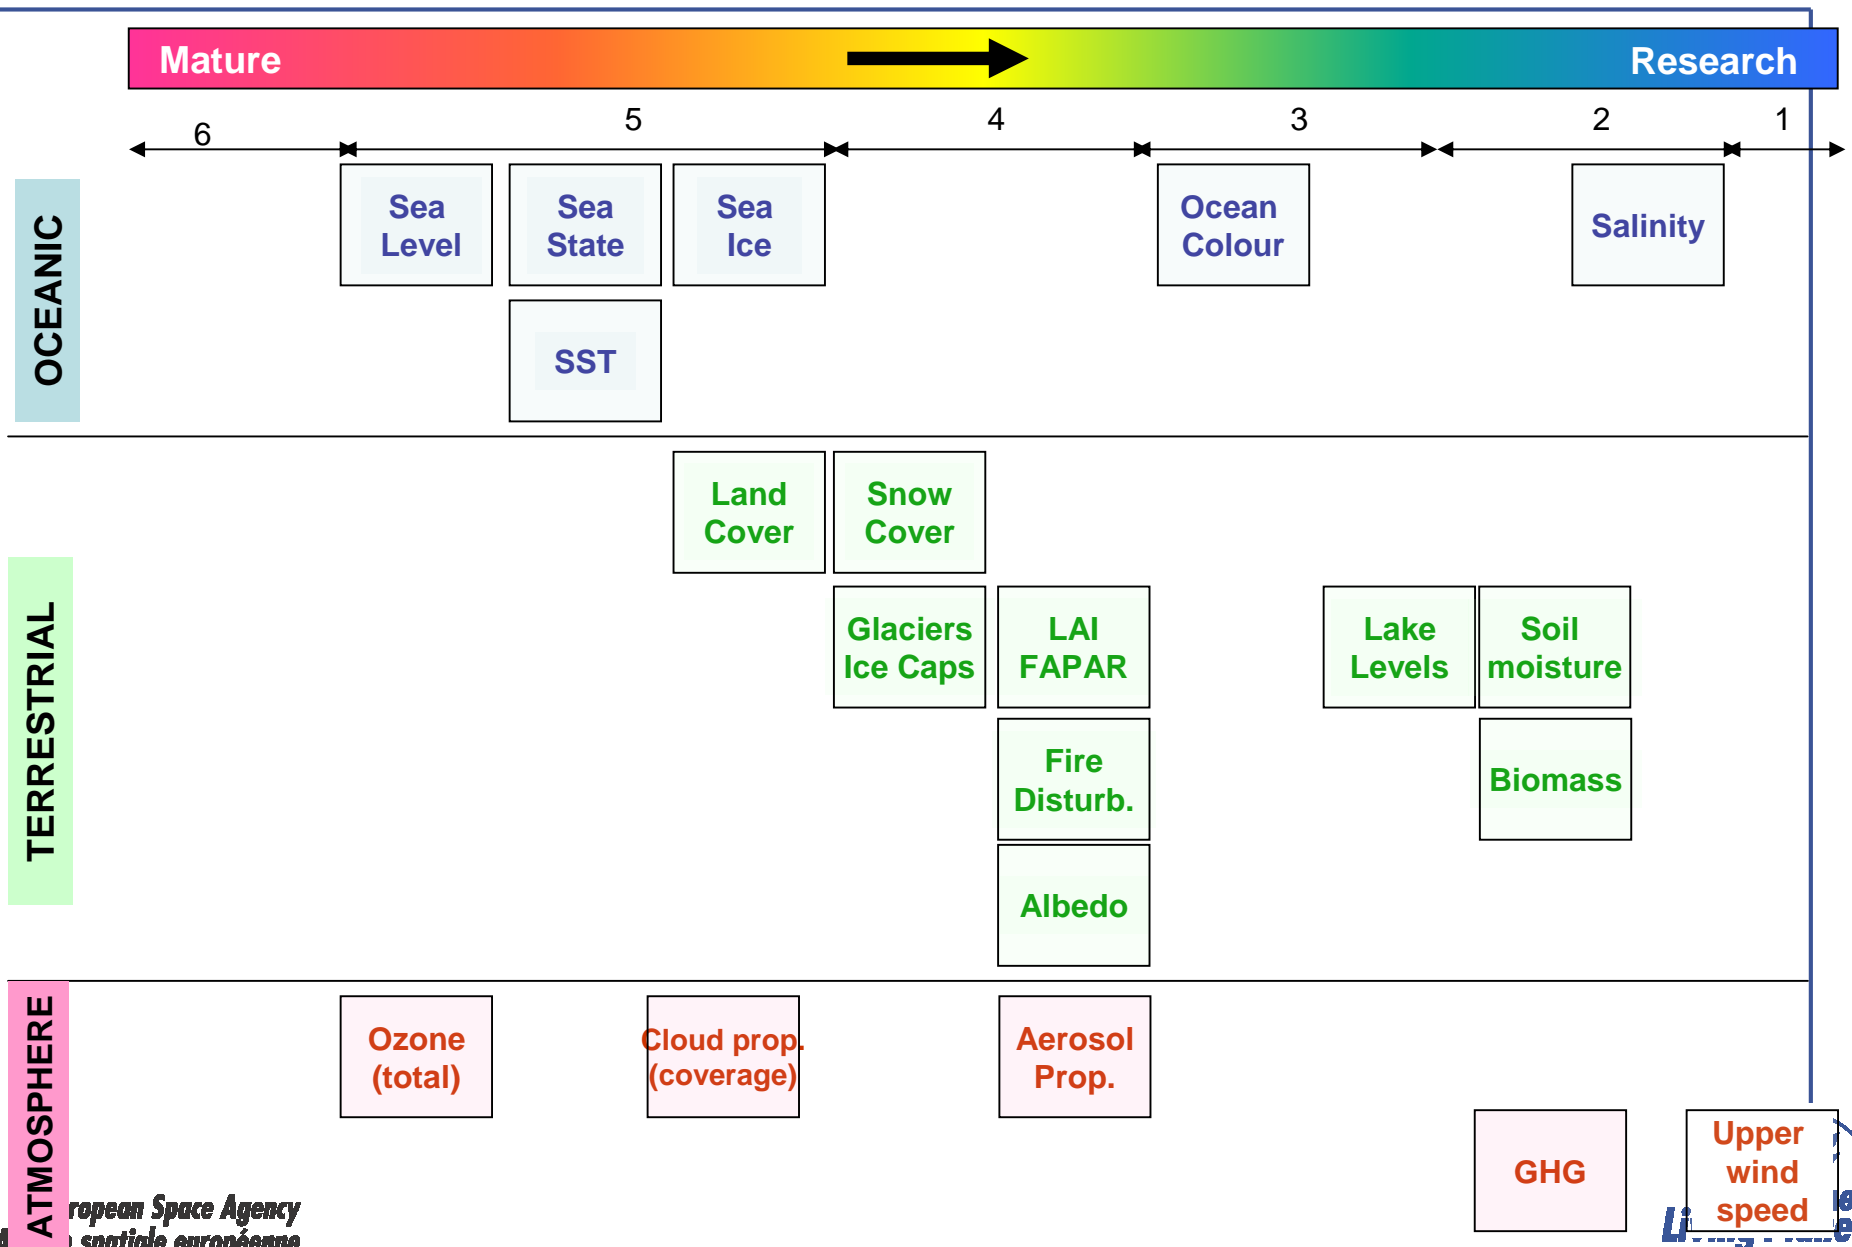 Mature
Research
6
5
4
3
2
1
OCEANIC
Sea
Level
Sea
State
Sea
Ice
Ocean
Colour
Salinity
SST
TERRESTRIAL
Land
Cover
Snow
Cover
Glaciers
Ice Caps
LAI
FAPAR
Lake
Levels
Soil
moisture
Fire
Disturb.
Biomass
Albedo
ATMOSPHERE
Ozone
(total)
Cloud prop.
(coverage)
Aerosol
Prop.
GHG
Upper
wind
speed
ropean Space Agency
spatiale européenne